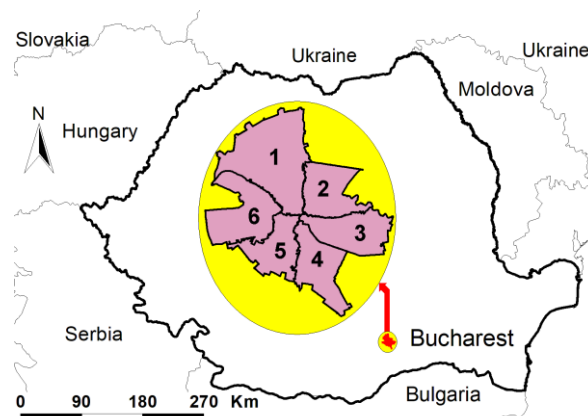 Slovakia
Ukraine
Ukraine
Moldova
N
Hungary
1
2
6
3
5
4
Serbia
Bucharest
Bulgaria
0 90 180 270 Km